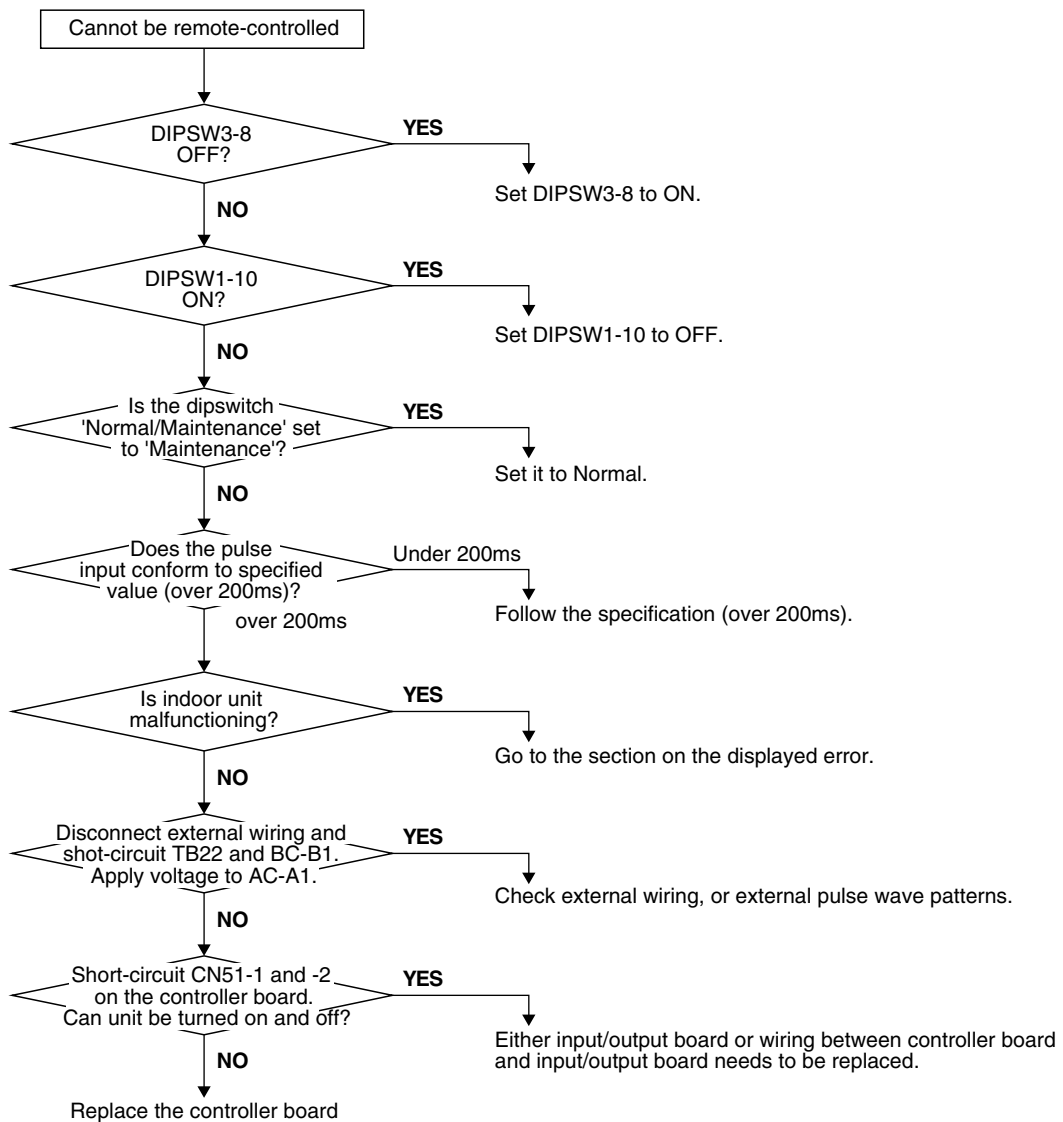 Cannot be remote-controlled
DIPSW3-8
OFF?
YES
Set DIPSW3-8 to ON.
NO
DIPSW1-10
ON?
YES
Set DIPSW1-10 to OFF.
NO
Is the dipswitch
'Normal/Maintenance' set
to 'Maintenance'?
YES
Set it to Normal.
NO
Does the pulse
input conform to specified
value (over 200ms)?
Under 200ms
Follow the specification (over 200ms).
over 200ms
Is indoor unit
malfunctioning?
YES
Go to the section on the displayed error.
NO
Disconnect external wiring and
shot-circuit TB22 and BC-B1.
Apply voltage to AC-A1.
YES
Check external wiring, or external pulse wave patterns.
NO
Short-circuit CN51-1 and -2
on the controller board.
Can unit be turned on and off?
YES
Either input/output board or wiring between controller board
and input/output board needs to be replaced.
NO
Replace the controller board